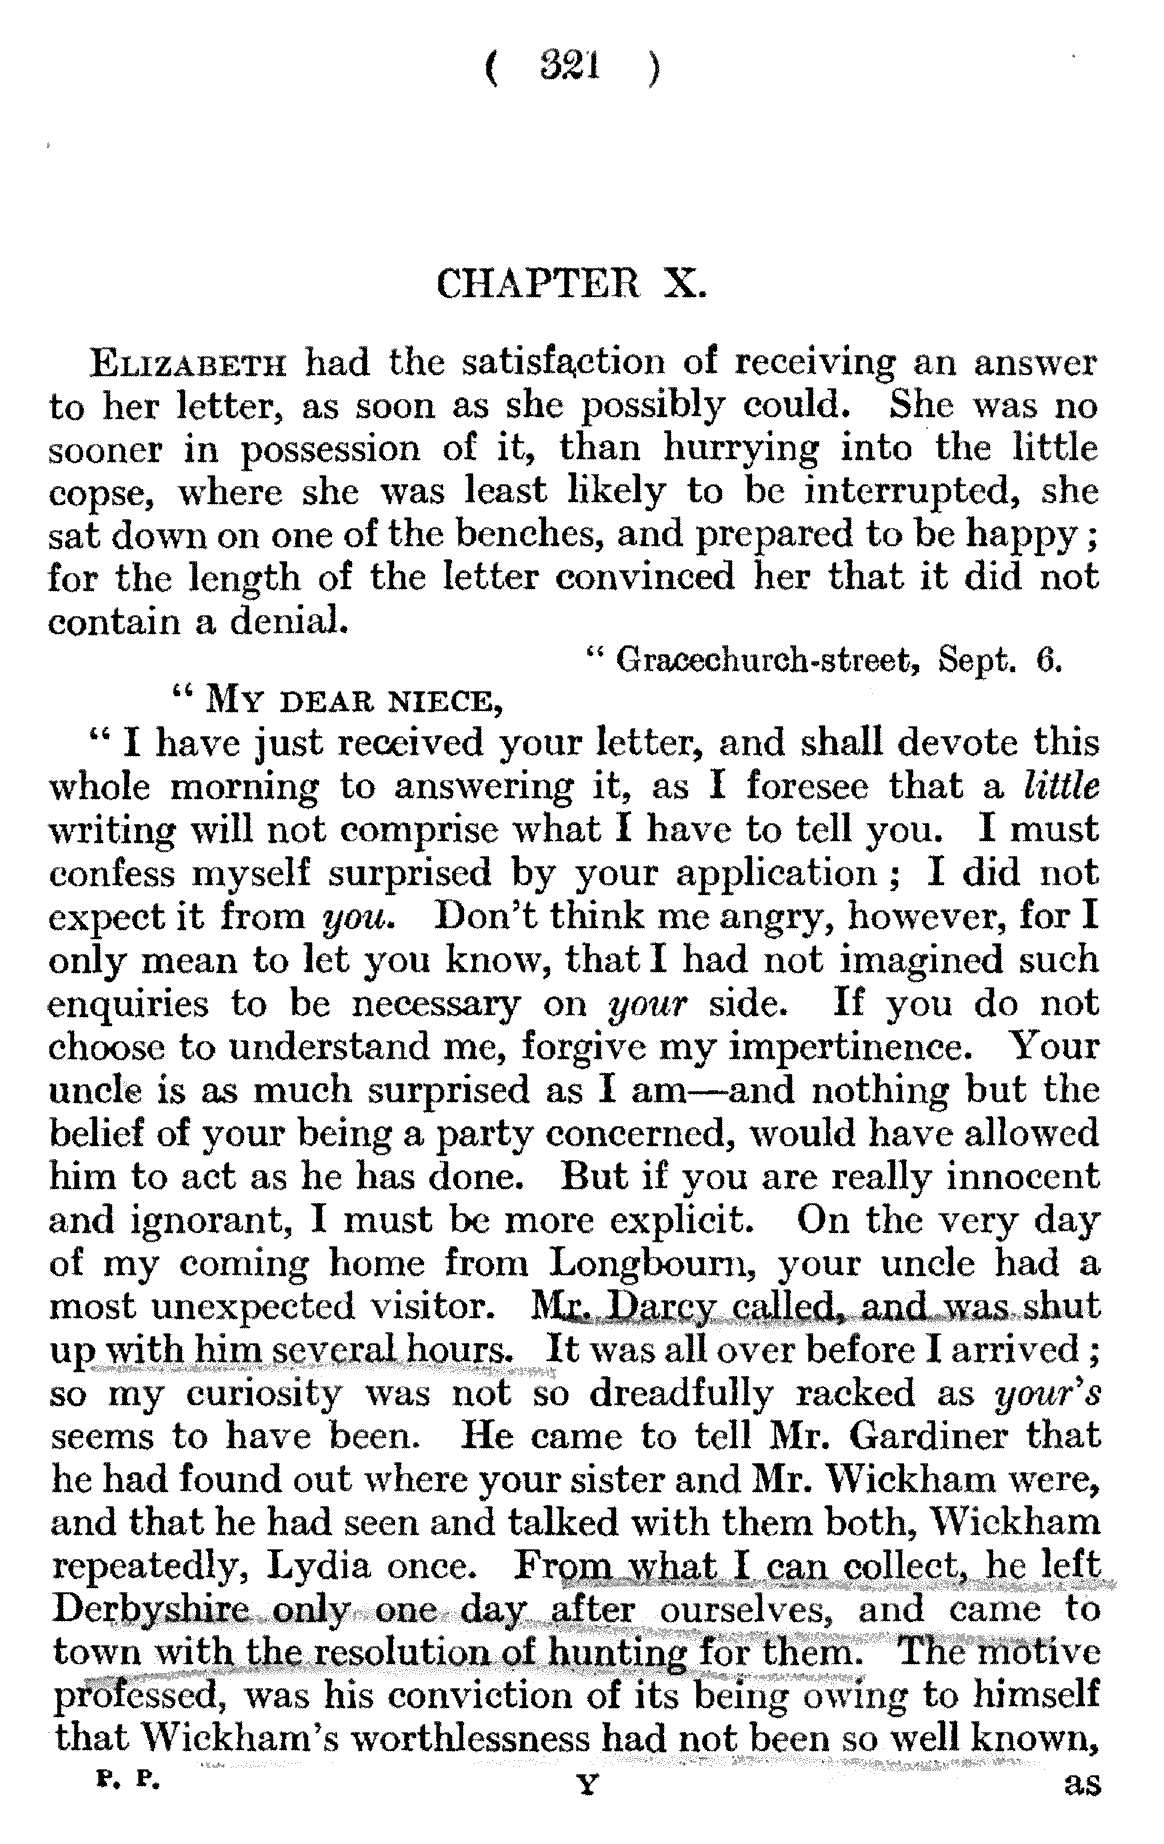 ( 321 )
CHAPTER X.
ELIZABETH had the satisfaction of receiving an answer
to her letter, as soon as she possibly could. She was no
sooner in possession of it, than hurrying into the little
copse, where she was least likely to be interrupted, she
sat down on one of the benches, and prepared to be happy ;
for the length of the letter convinced her that it did not
contain a denial.
“ Gracechurch-street, Sept. 6.
“ MY DEAR NIECE,
“ I have just received your letter, and shall devote this
whole morning to answering it, as I foresee that a little
writing will not comprise what I have to tell you. I must
confess myself surprised by your application ; I did not
expect it from you. Don’t think me angry, however, for I
only mean to let you know, that I had not imagined such
enquiries to be necessary on your side. If you do not
choose to understand me, forgive my impertinence. Your
uncle is as much surprised as I am—and nothing but the
belief of your being a party concerned, would have allowed
him to act as he has done. But if you are really innocent
and ignorant, I must be more explicit. On the very day
of my coming home from Longbourn, your uncle had a
most unexpected visitor. Mr. Darcy called, and was shut
up with him several hours. It was all over before I arrived ;
so my curiosity was not so dreadfully racked as your’s
seems to have been. He came to tell Mr. Gardiner that
he had found out where your sister and Mr. Wickham were,
and that he had seen and talked with them both, Wickham
repeatedly, Lydia once. From what I can collect, he left
Derbyshire only one day after ourselves, and came to
town with the resolution of hunting for them. The motive
professed, was his conviction of its being owing to himself
that Wickham’s worthlessness had not been so well known,
P. P. Y as